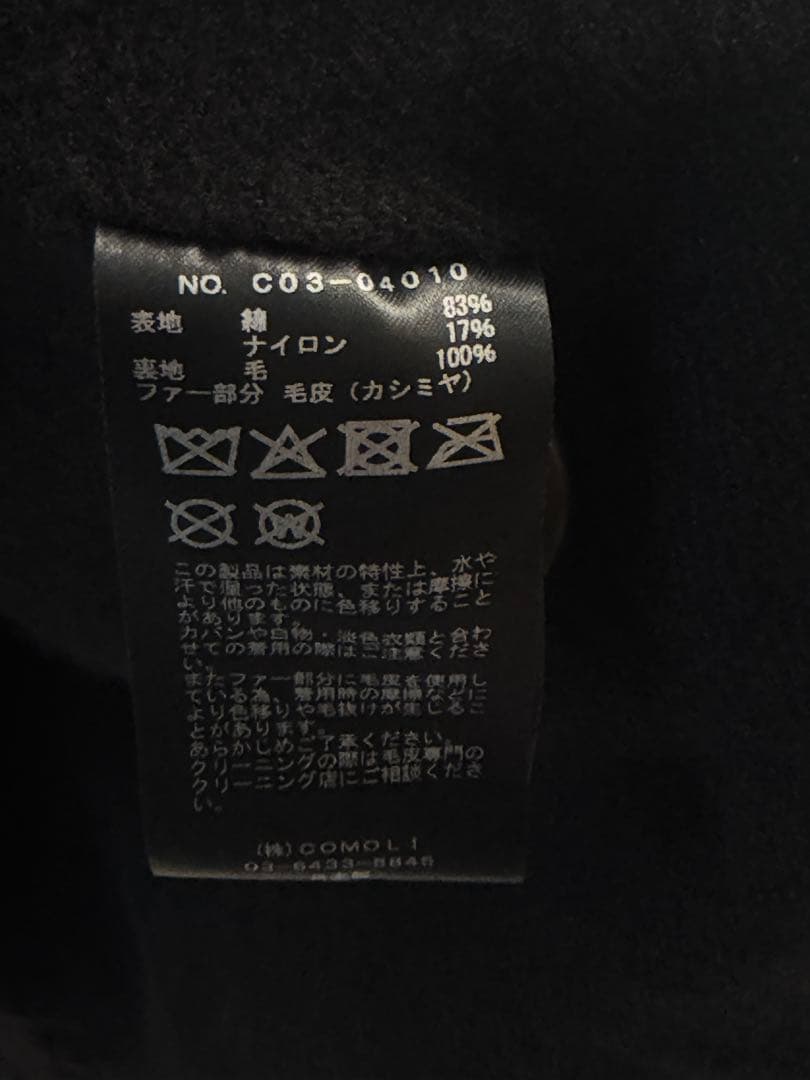 NO. C03-04010
表地 綿 83%
ナイロン 17%
裏地 毛 100%
ファー部分 毛皮(カシミヤ)
この製品は素材の特性上、水や
汗で湿った状態、または摩擦に
より他のものに色移りすること
があります。
カバンや白物・淡色衣類と合わ
せての着用の際はご注意くださ
い。
またファー部分に毛皮を使用し
ている為、着用時の摩擦などに
より色移りや毛抜けが生じるこ
とがあります。
あらかじめご了承ください。
クリーニングの際は毛皮専門の
クリーニング店にご相談くださ
い。
(株)COMOLI
03-6433-5845